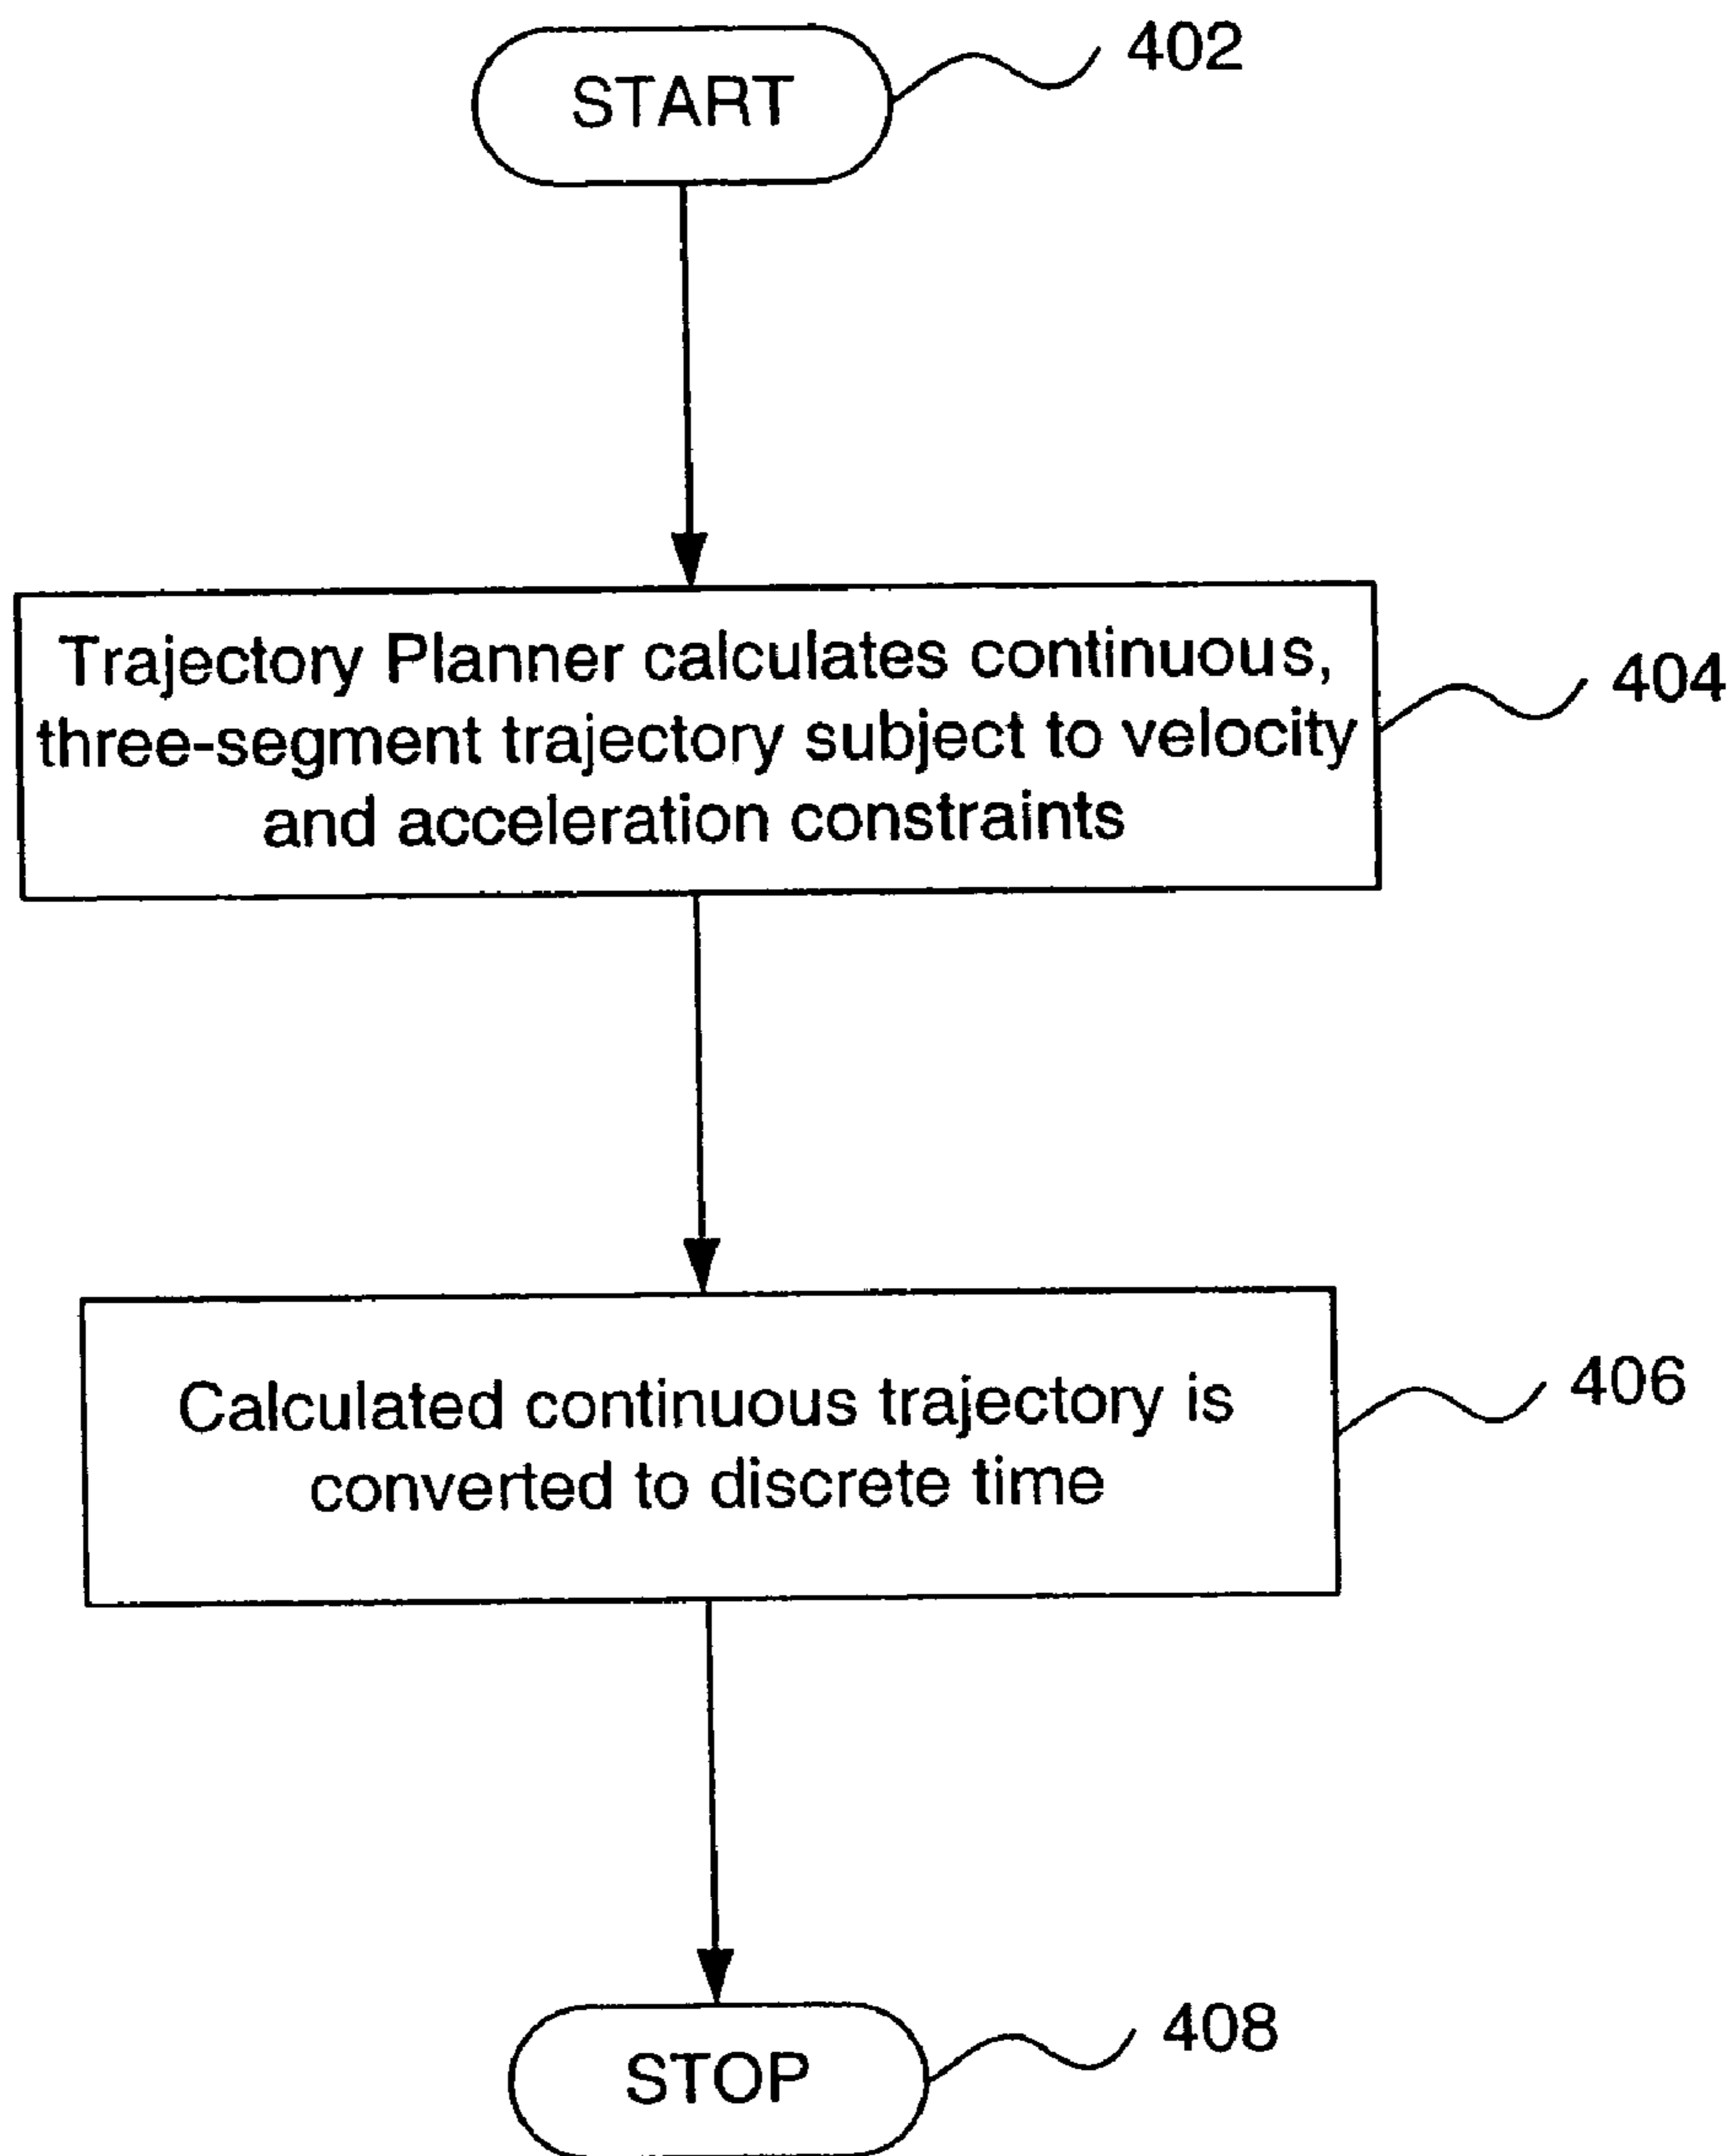 START
402
Trajectory Planner calculates continuous,
three-segment trajectory subject to velocity
and acceleration constraints
404
Calculated continuous trajectory is
converted to discrete time
406
STOP
408